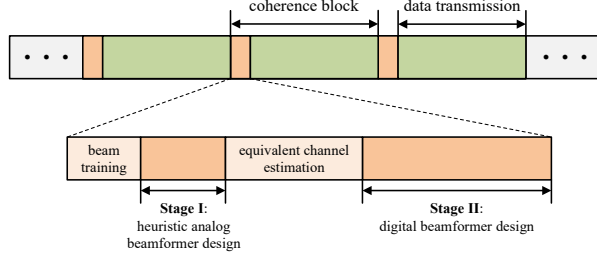 coherence block
data transmission
• • •
• • •
beam
training
equivalent channel
estimation
Stage I:
heuristic analog
beamformer design
Stage II:
digital beamformer design